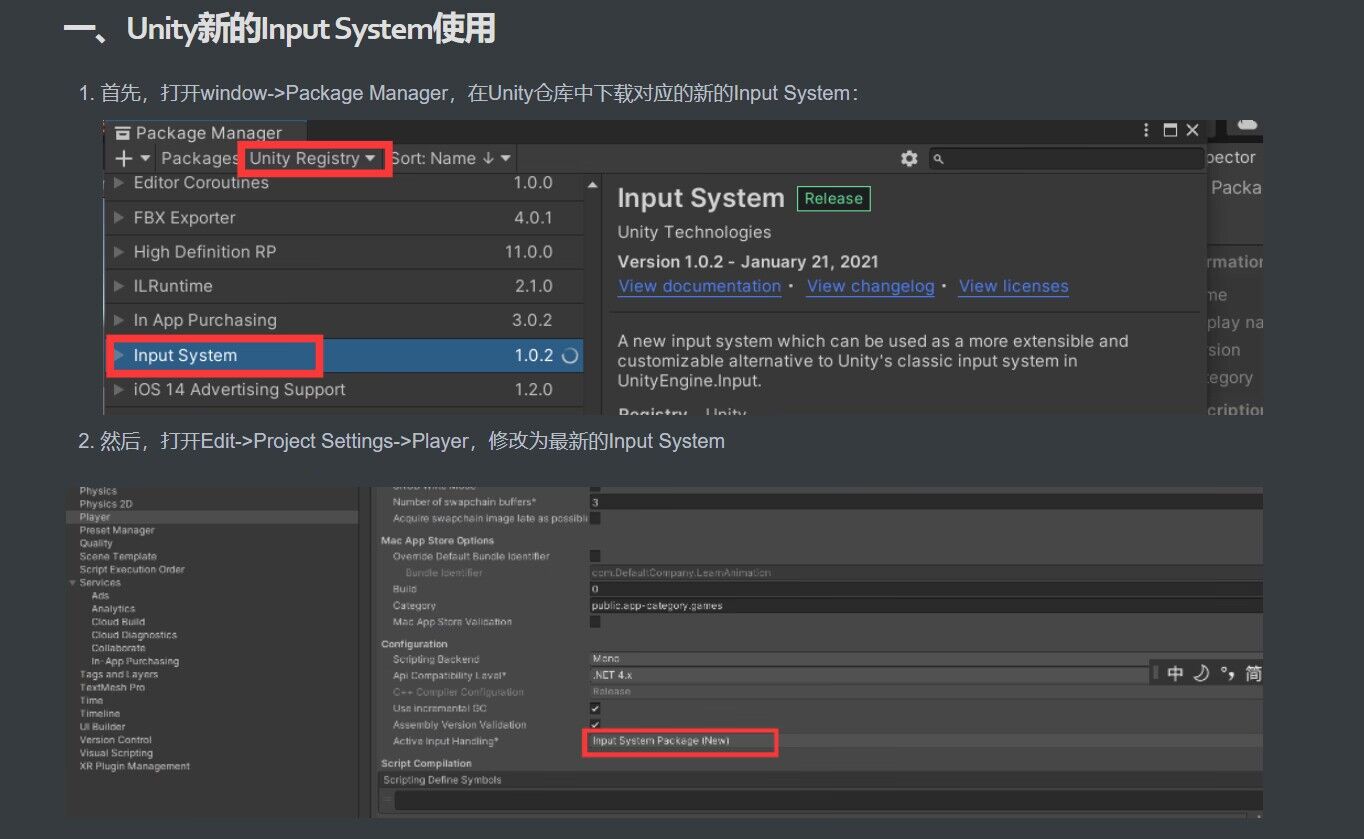 一、Unity新的Input System使用
1. 首先，打开window->Package Manager，在Unity仓库中下载对应的新的Input System：
Package Manager
Packages Unity Registry Sort: Name
Editor Coroutines 1.0.0
FBX Exporter 4.0.1
High Definition RP 11.0.0
ILRuntime 2.1.0
In App Purchasing 3.0.2
Input System 1.0.2
iOS 14 Advertising Support 1.2.0
Input System Release
Unity Technologies
Version 1.0.2 - January 21, 2021
View documentation · View changelog · View licenses
A new input system which can be used as a more extensible and
customizable alternative to Unity's classic input system in
UnityEngine.Input.
Registry Unity
pector
Packa
rmation
me
play na
sion
egory
cription
2. 然后，打开Edit->Project Settings->Player，修改为最新的Input System
Physics
Physics 2D
Player
Preset Manager
Quality
Scene Template
Script Execution Order
Services
Ads
Analytics
Cloud Build
Cloud Diagnostics
Collaborate
In-App Purchasing
Tags and Layers
TextMesh Pro
Time
Timeline
UI Builder
Version Control
Visual Scripting
XR Plugin Management
Number of swapchain buffers* 3
Acquire swapchain image late as possibl
Mac App Store Options
Override Default Bundle Identifier
Bundle Identifier com.DefaultCompany.LearnAnimation
Build 0
Category public.app-category.games
Mac App Store Validation
Configuration
Scripting Backend Mono
Api Compatibility Level* .NET 4.x
C++ Compiler Configuration Release
Use incremental GC
Assembly Version Validation
Active Input Handling* Input System Package (New)
Script Compilation
Scripting Define Symbols
中 简